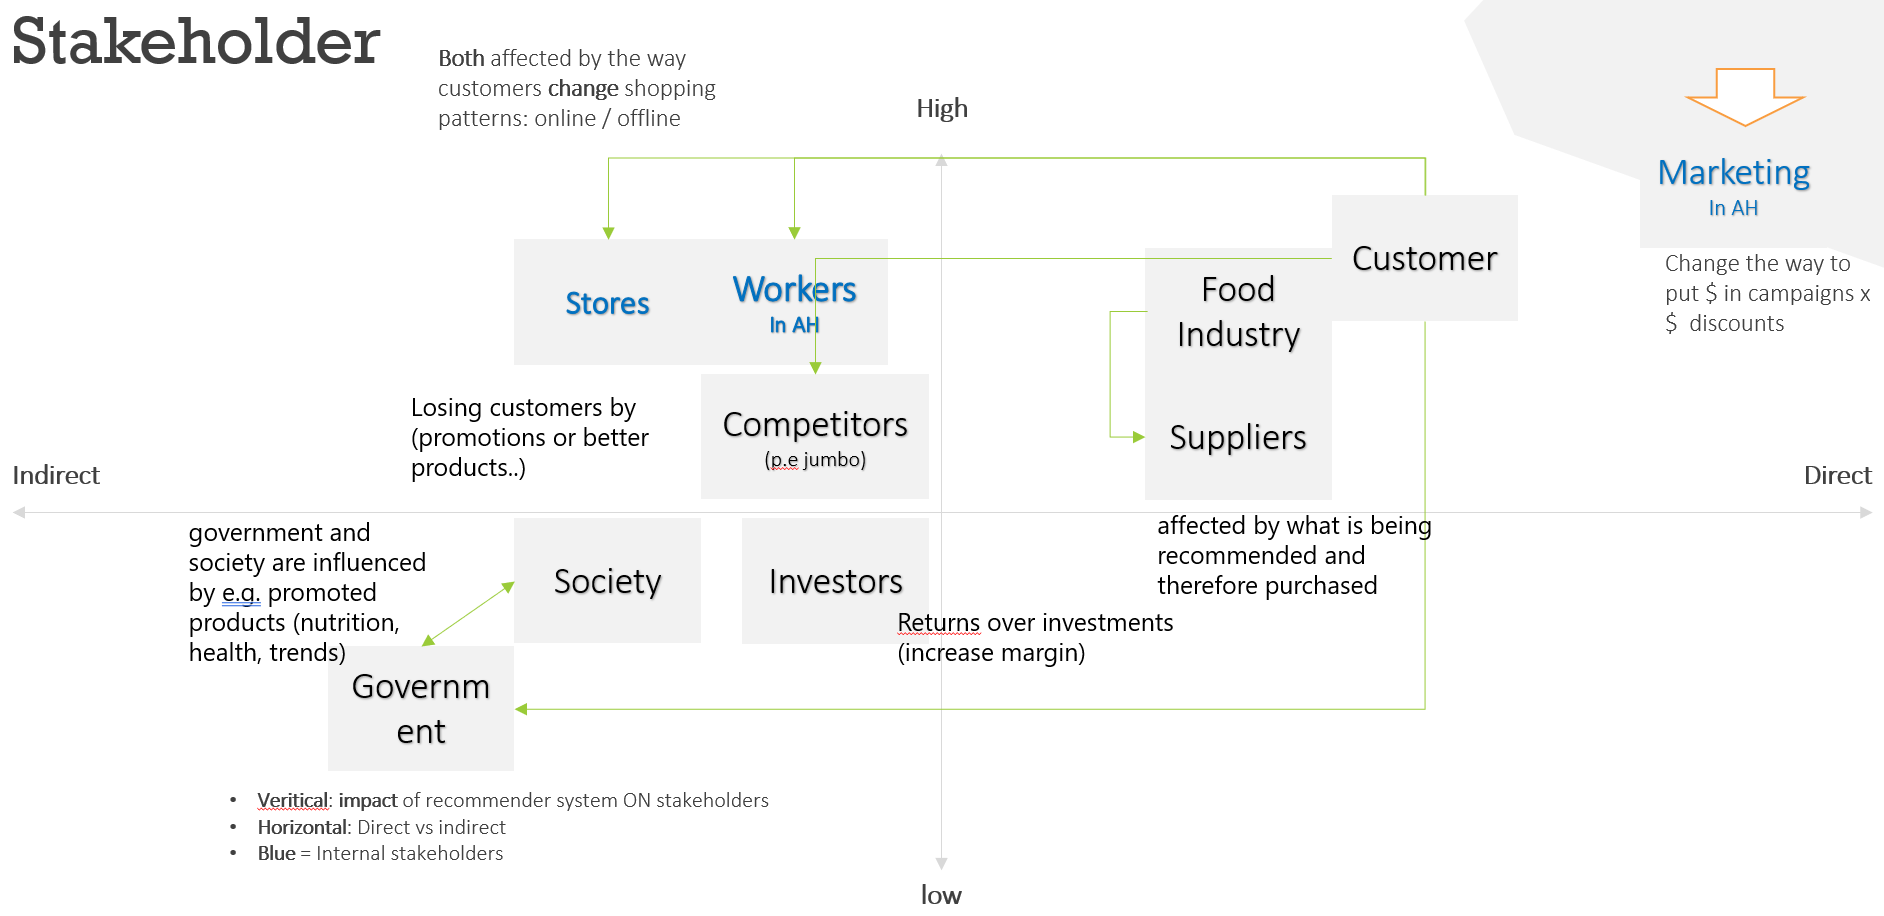 Stakeholder
Both affected by the way
customers change shopping
patterns: online / offline
High
Marketing
In AH
Change the way to
put $ in campaigns x
$ discounts
Customer
Food
Industry
Suppliers
Stores
Workers
In AH
Losing customers by
(promotions or better
products..)
Competitors
(p.e jumbo)
Indirect
Direct
government and
society are influenced
by e.g. promoted
products (nutrition,
health, trends)
Society
Investors
affected by what is being
recommended and
therefore purchased
Returns over investments
(increase margin)
Governm
ent
• Veritical: impact of recommender system ON stakeholders
• Horizontal: Direct vs indirect
• Blue = Internal stakeholders
low